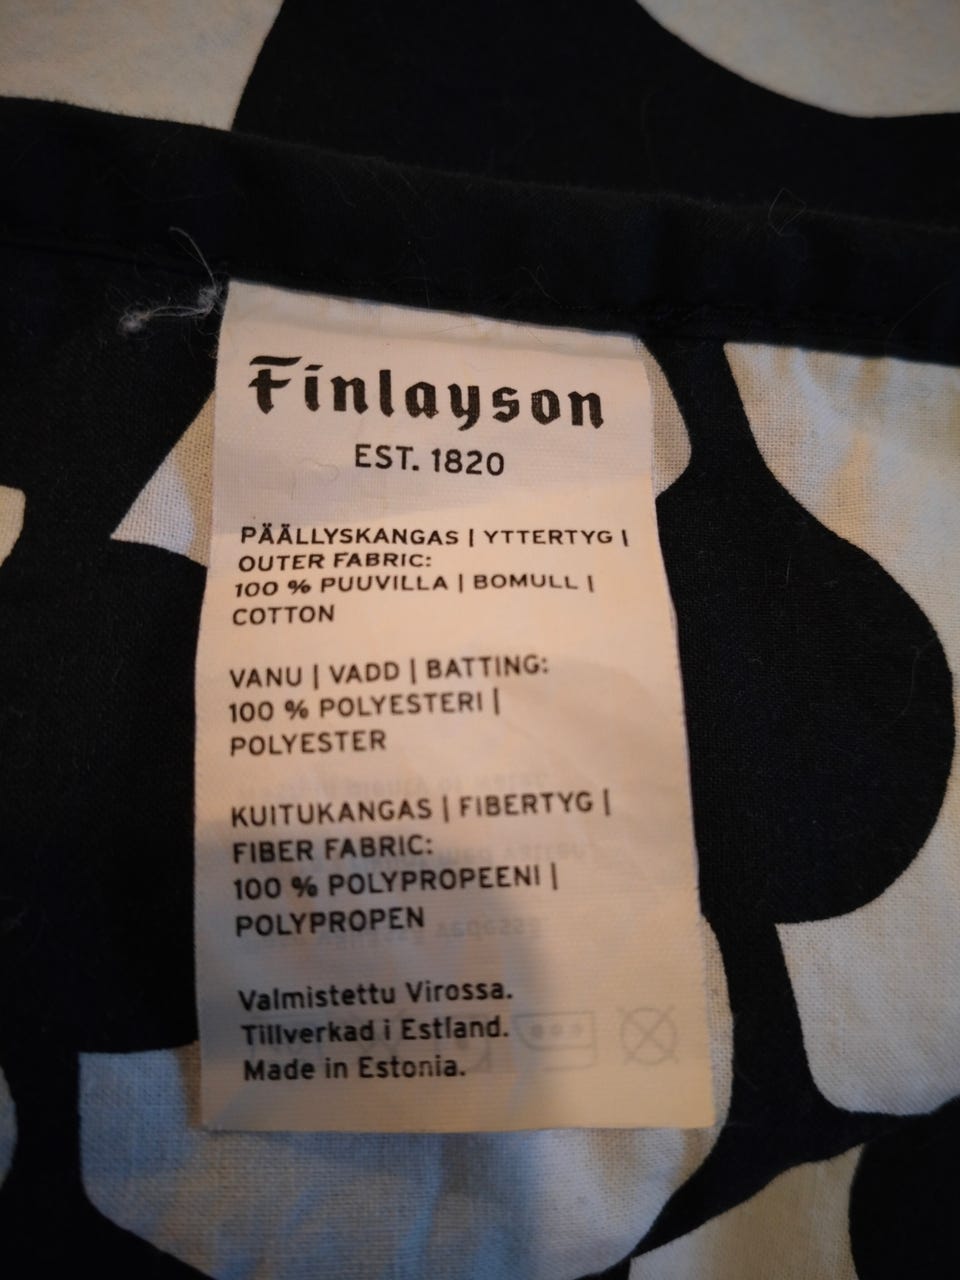 Finlayson
EST. 1820
PÄÄLLYSKANGAS | YTTERTYG |
OUTER FABRIC:
100 % PUUVILLA | BOMULL |
COTTON
VANU | VADD | BATTING:
100 % POLYESTERI |
POLYESTER
KUITUKANGAS | FIBERTYG |
FIBER FABRIC:
100 % POLYPROPEENI |
POLYPROPEN
Valmistettu Virossa.
Tillverkad i Estland.
Made in Estonia.